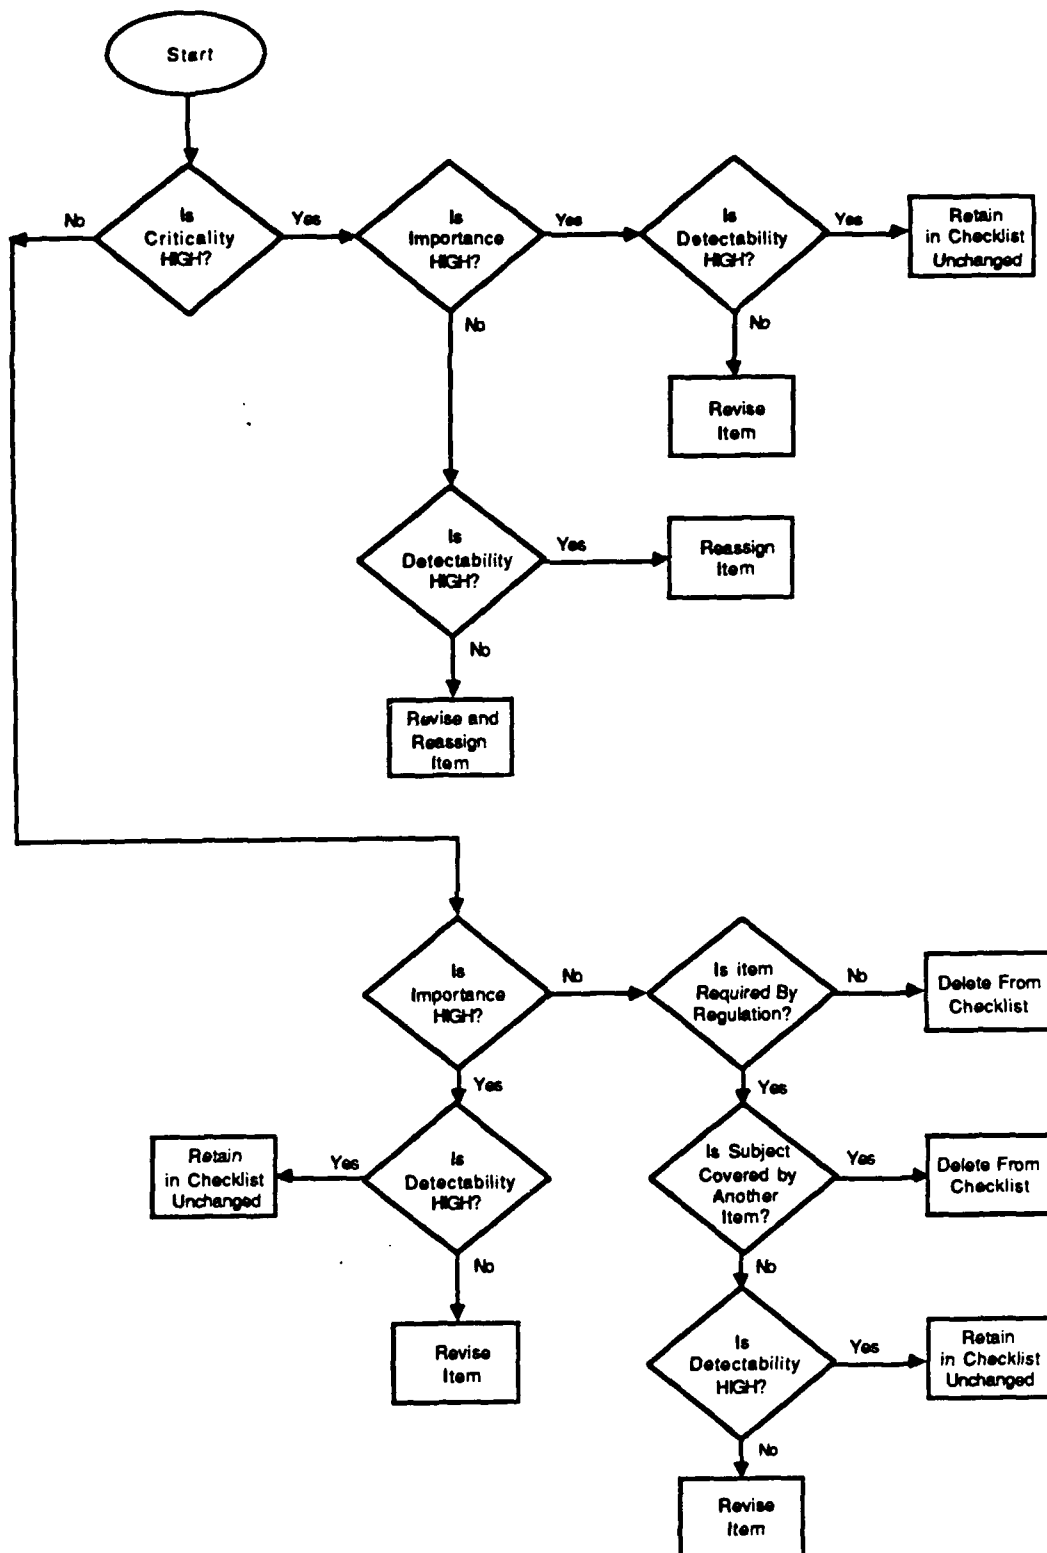 Start
No
Is
Criticality
HIGH?
Yes
Is
Importance
HIGH?
Yes
Is
Detectability
HIGH?
Yes
Retain
in Checklist
Unchanged
No
No
Revise
Item
Is
Detectability
HIGH?
Yes
Reassign
Item
No
Revise and
Reassign
Item
Is
Importance
HIGH?
No
Is item
Required By
Regulation?
No
Delete From
Checklist
Yes
Yes
Retain
in Checklist
Unchanged
Yes
Is
Detectability
HIGH?
Is Subject
Covered by
Another
Item?
Yes
Delete From
Checklist
No
No
Revise
Item
Is
Detectability
HIGH?
Yes
Retain
in Checklist
Unchanged
No
Revise
Item